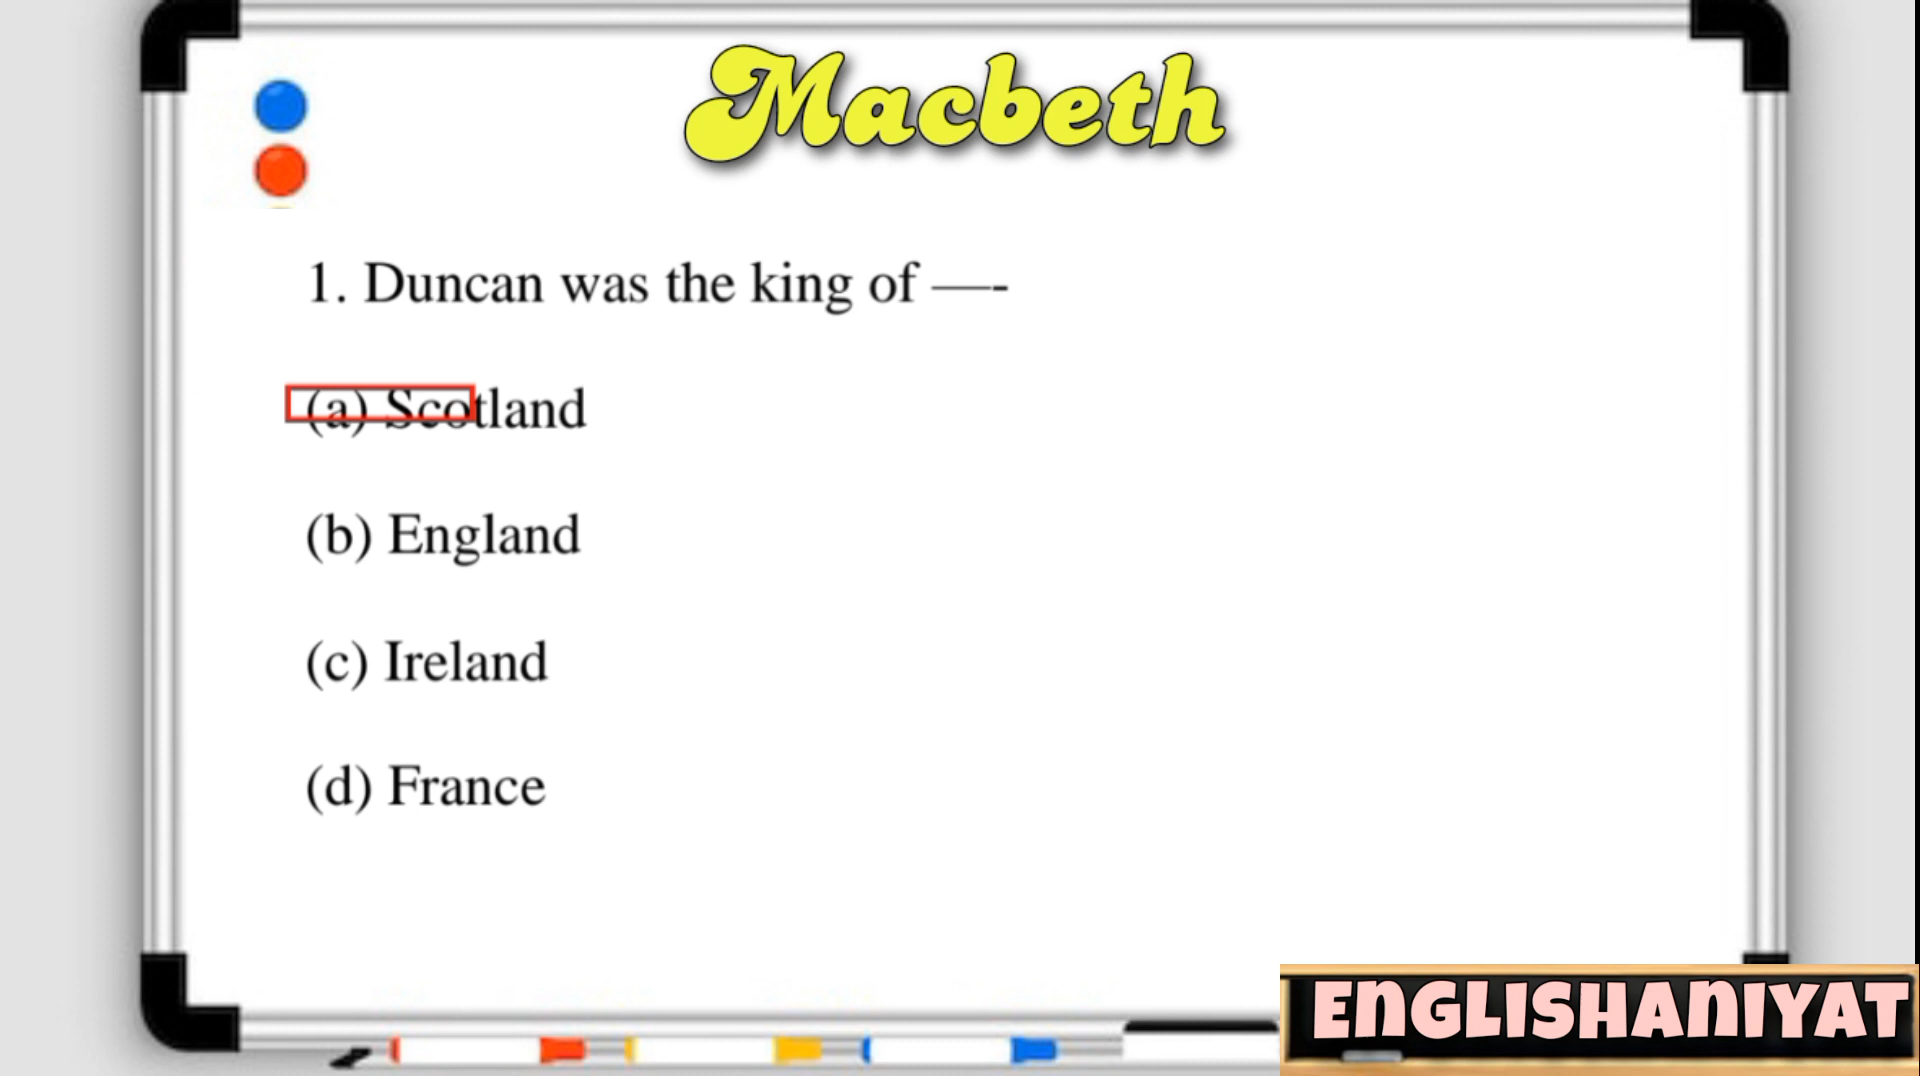 Macbeth
1. Duncan was the king of —-
(a) Scotland
(b) England
(c) Ireland
(d) France
ENGLISHANIYAT